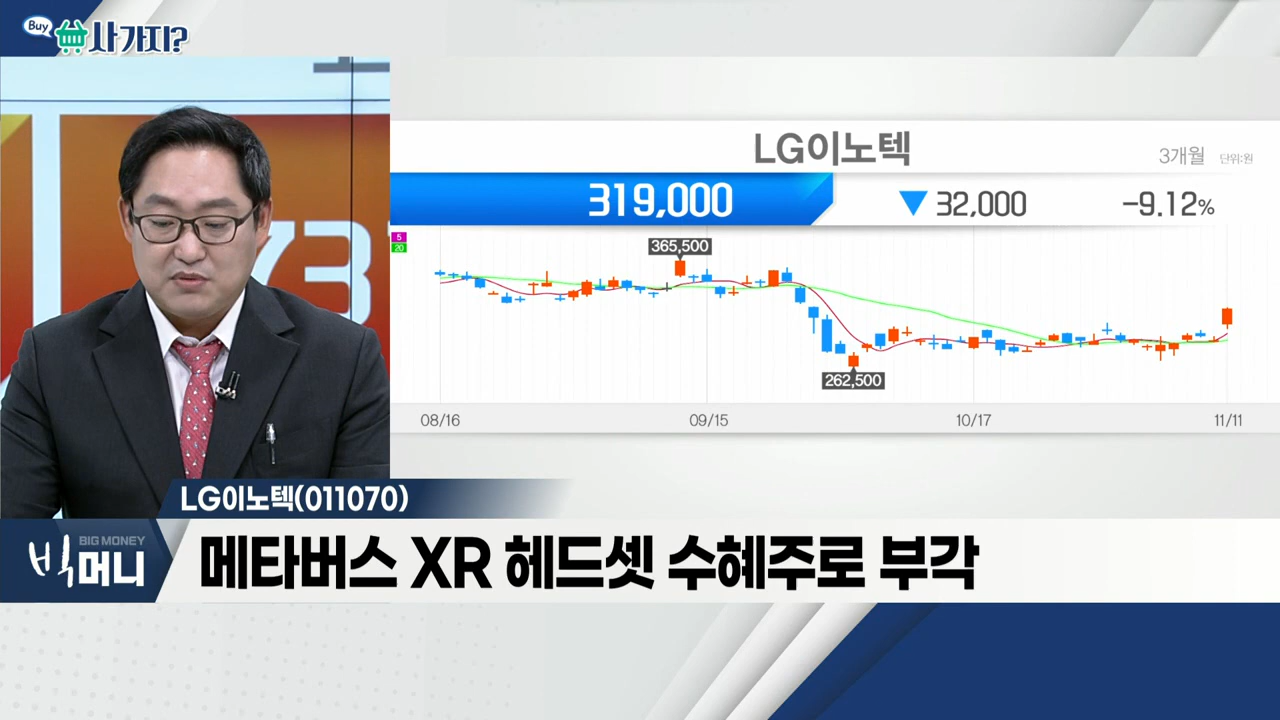 Buy
사가지?
LG이노텍
3개월 단위:원
319,000 ▼ 32,000 -9.12%
5
20
365,500
262,500
08/16 09/15 10/17 11/11
73
LG이노텍(011070)
BIG MONEY
빅머니
메타버스 XR 헤드셋 수혜주로 부각